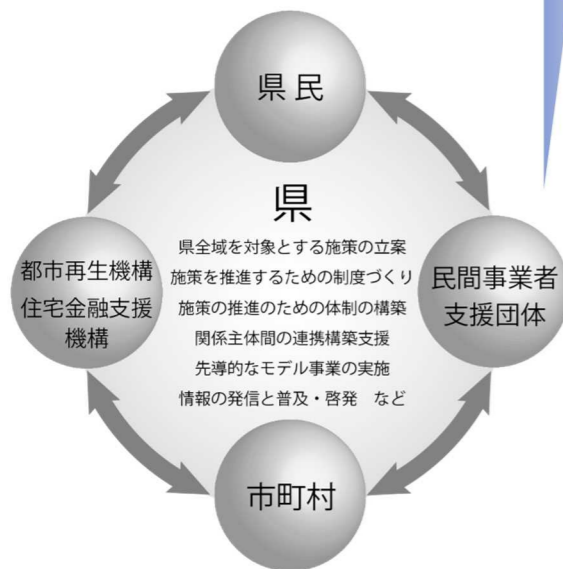 県民
県
県全域を対象とする施策の立案
施策を推進するための制度づくり
施策の推進のための体制の構築
関係主体間の連携構築支援
先導的なモデル事業の実施
情報の発信と普及・啓発　など
都市再生機構
住宅金融支援
機構
民間事業者
支援団体
市町村